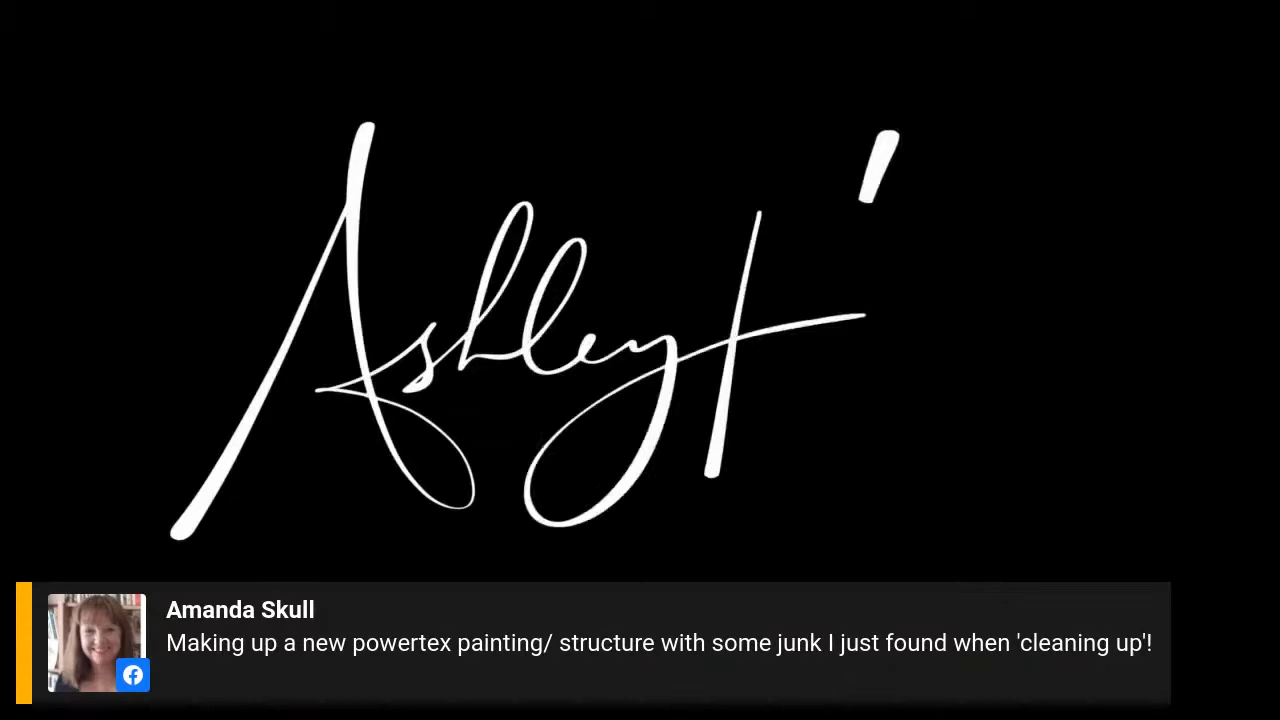 Ashley
Amanda Skull
Making up a new powertex painting/ structure with some junk I just found when 'cleaning up'!